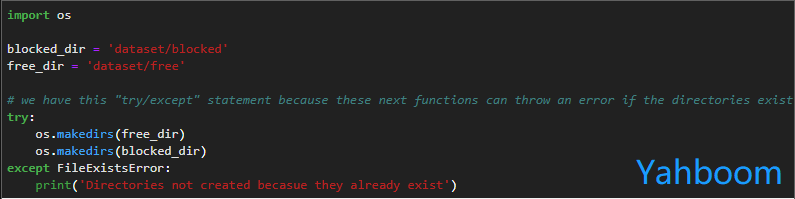 import os
blocked_dir = 'dataset/blocked'
free_dir = 'dataset/free'
# we have this "try/except" statement because these next functions can throw an error if the directories exist
try:
    os.makedirs(free_dir)
    os.makedirs(blocked_dir)
except FileExistsError:
    print('Directories not created becasue they already exist')
Yahboom